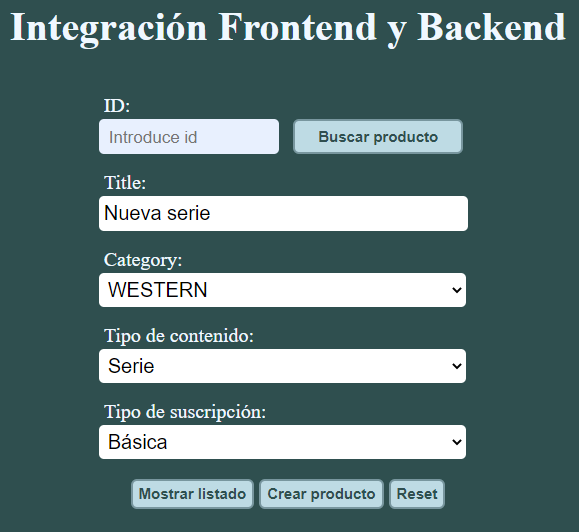 Integración Frontend y Backend
ID:
Introduce id Buscar producto
Title:
Nueva serie
Category:
WESTERN
Tipo de contenido:
Serie
Tipo de suscripción:
Básica
Mostrar listado Crear producto Reset